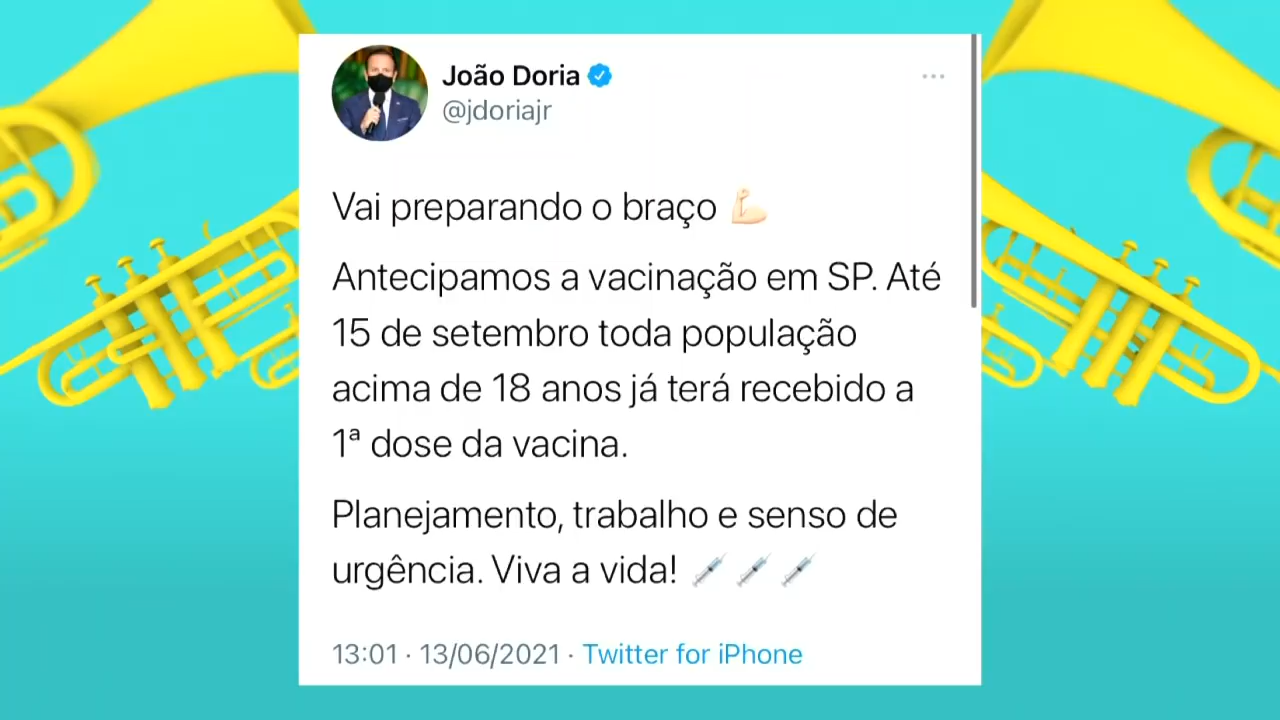 João Doria
@jdoriajr
Vai preparando o braço 💪🏻
Antecipamos a vacinação em SP. Até
15 de setembro toda população
acima de 18 anos já terá recebido a
1ª dose da vacina.
Planejamento, trabalho e senso de
urgência. Viva a vida! 💉💉💉
13:01 · 13/06/2021 · Twitter for iPhone